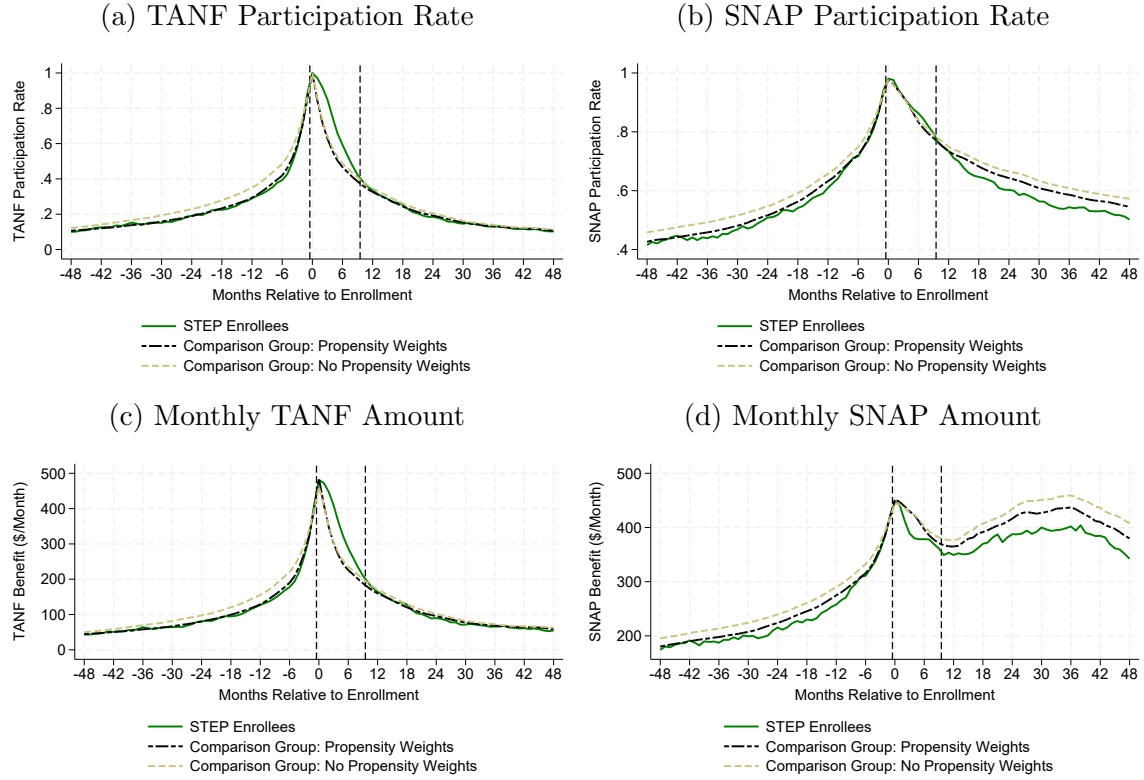 (a) TANF Participation Rate
TANF Participation Rate
1
.8
.6
.4
.2
0
-48 -42 -36 -30 -24 -18 -12 -6 0 6 12 18 24 30 36 42 48
Months Relative to Enrollment
STEP Enrollees
Comparison Group: Propensity Weights
Comparison Group: No Propensity Weights
(b) SNAP Participation Rate
SNAP Participation Rate
1
.8
.6
.4
-48 -42 -36 -30 -24 -18 -12 -6 0 6 12 18 24 30 36 42 48
Months Relative to Enrollment
STEP Enrollees
Comparison Group: Propensity Weights
Comparison Group: No Propensity Weights
(c) Monthly TANF Amount
TANF Benefit ($/Month)
500
400
300
200
100
0
-48 -42 -36 -30 -24 -18 -12 -6 0 6 12 18 24 30 36 42 48
Months Relative to Enrollment
STEP Enrollees
Comparison Group: Propensity Weights
Comparison Group: No Propensity Weights
(d) Monthly SNAP Amount
SNAP Benefit ($/Month)
500
400
300
200
-48 -42 -36 -30 -24 -18 -12 -6 0 6 12 18 24 30 36 42 48
Months Relative to Enrollment
STEP Enrollees
Comparison Group: Propensity Weights
Comparison Group: No Propensity Weights